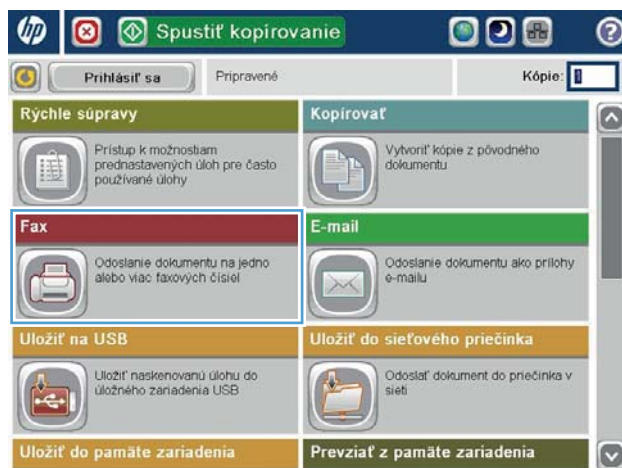 hp
Spustiť kopírovanie
?
Prihlásiť sa
Pripravené
Kópie: 1
Rýchle súpravy
Prístup k možnostiam
prednastavených úloh pre často
používané úlohy
Kopírovať
Vytvoriť kópie z pôvodného
dokumentu
Fax
Odoslanie dokumentu na jedno
alebo viac faxových čísiel
E-mail
Odoslanie dokumentu ako prílohy
e-mailu
Uložiť na USB
Uložiť naskenovanú úlohu do
úložného zariadenia USB
Uložiť do sieťového priečinka
Odoslať dokument do priečinka v
sieti
Uložiť do pamäte zariadenia
Prevziať z pamäte zariadenia